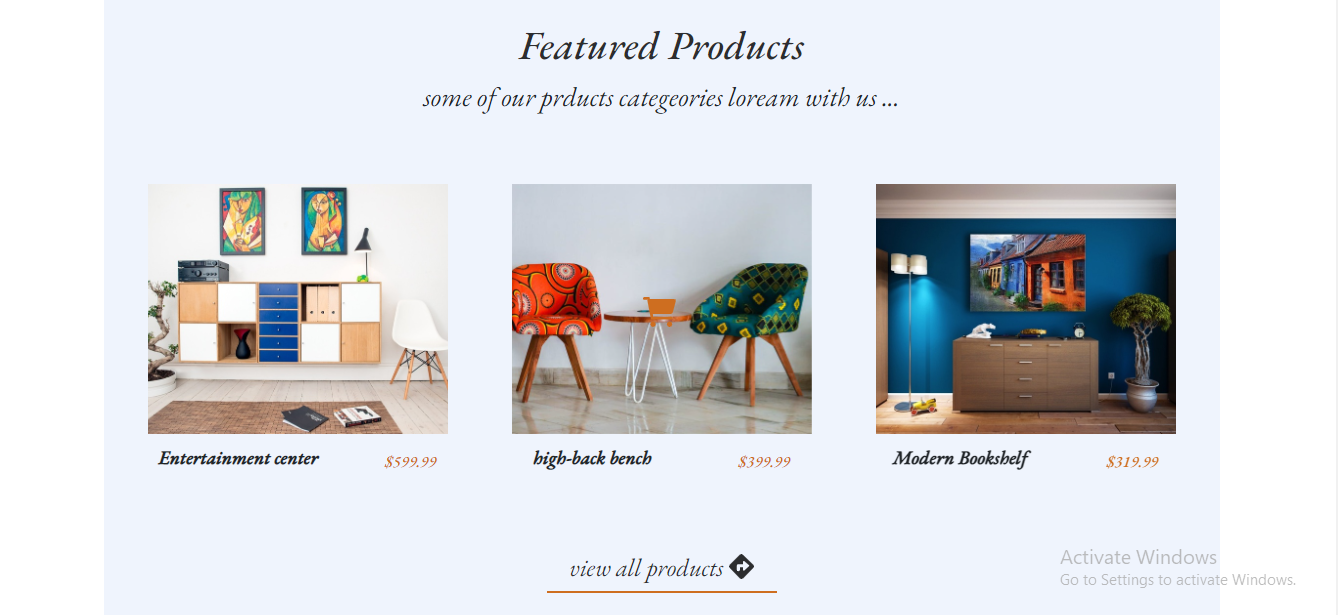 Featured Products
some of our prducts categeories loream with us ...
Entertainment center
$599.99
high-back bench
$399.99
Modern Bookshelf
$319.99
view all products
Activate Windows
Go to Settings to activate Windows.